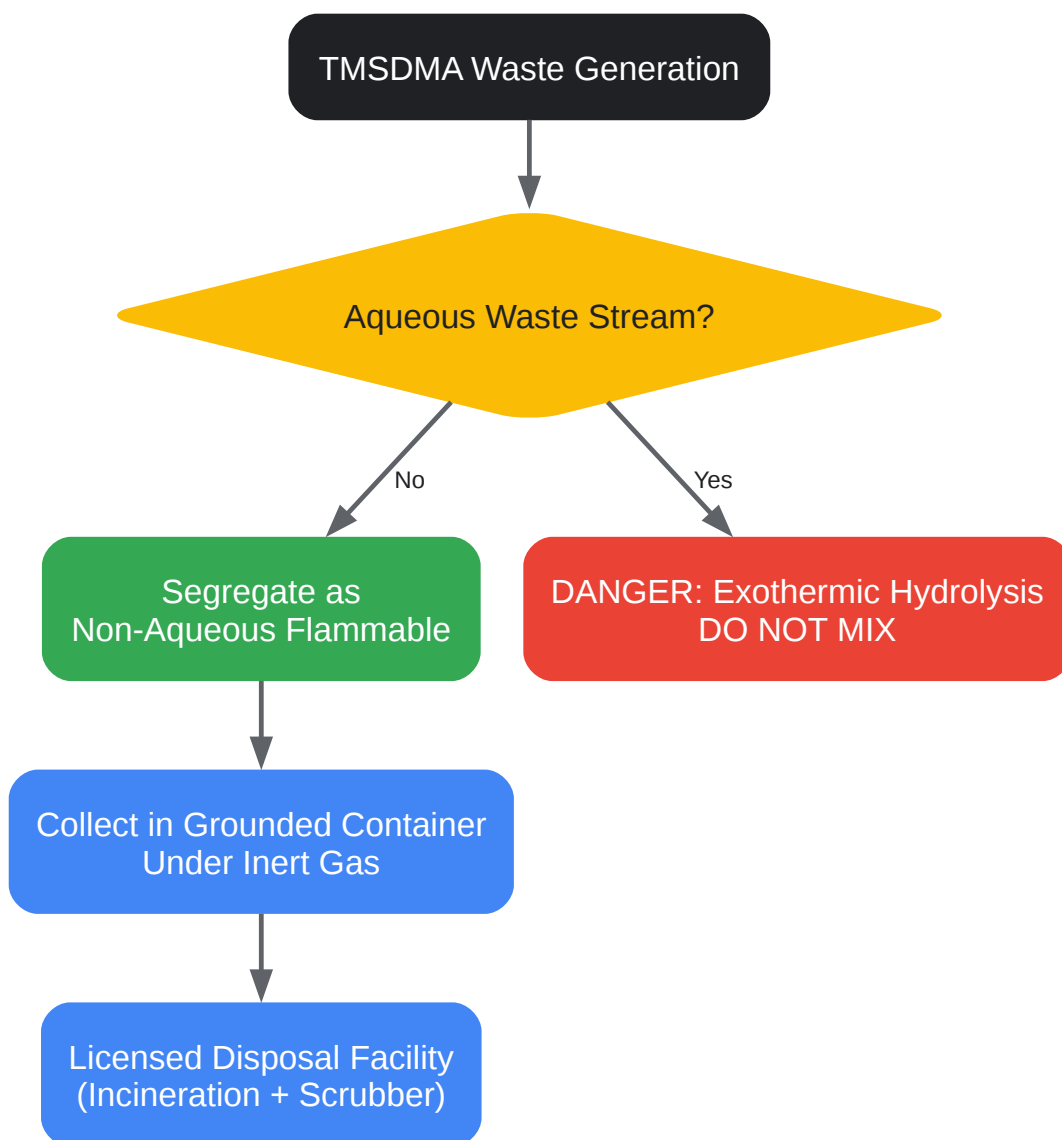 TMSDMA Waste Generation
Aqueous Waste Stream?
No
Yes
Segregate as
Non-Aqueous Flammable
DANGER: Exothermic Hydrolysis
DO NOT MIX
Collect in Grounded Container
Under Inert Gas
Licensed Disposal Facility
(Incineration + Scrubber)